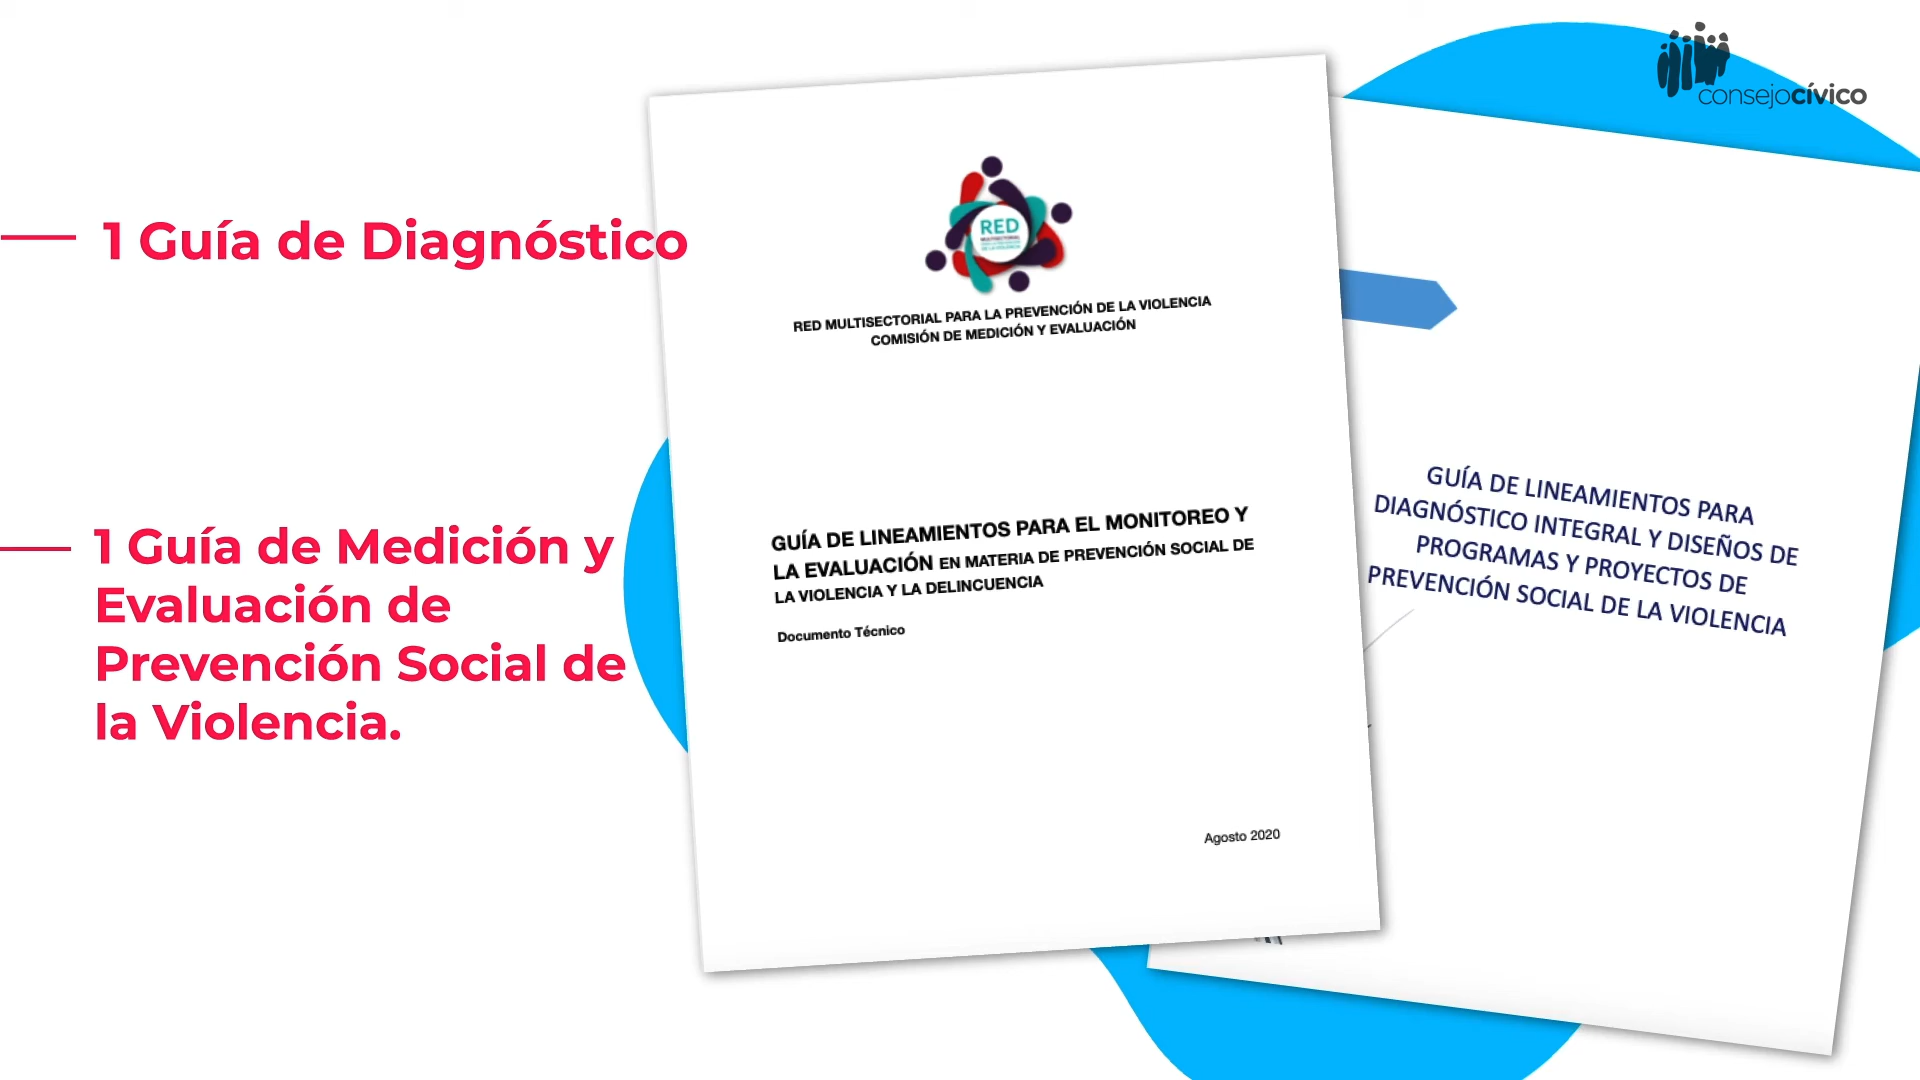 consejocívico
1 Guía de Diagnóstico
1 Guía de Medición y
Evaluación de
Prevención Social de
la Violencia.
RED
RED MULTISECTORIAL PARA LA PREVENCIÓN DE LA VIOLENCIA
COMISIÓN DE MEDICIÓN Y EVALUACIÓN
GUÍA DE LINEAMIENTOS PARA EL MONITOREO Y
LA EVALUACIÓN EN MATERIA DE PREVENCIÓN SOCIAL DE
LA VIOLENCIA Y LA DELINCUENCIA
Documento Técnico
Agosto 2020
GUÍA DE LINEAMIENTOS PARA
DIAGNÓSTICO INTEGRAL Y DISEÑOS DE
PROGRAMAS Y PROYECTOS DE
PREVENCIÓN SOCIAL DE LA VIOLENCIA